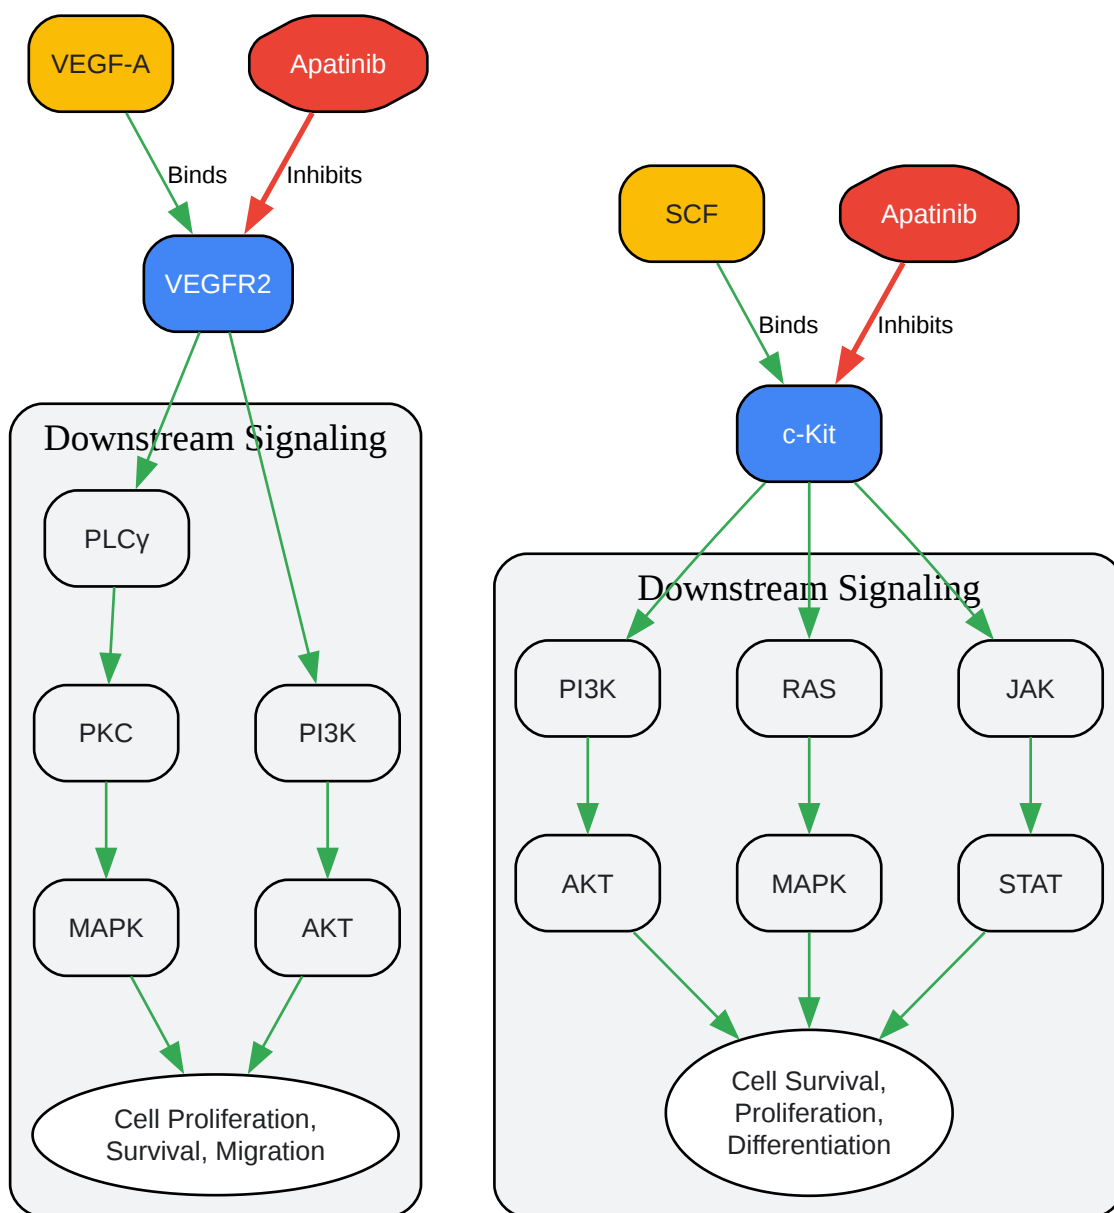 VEGF-A
Apatinib
Binds
Inhibits
VEGFR2
Downstream Signaling
PLCγ
PKC
PI3K
MAPK
AKT
Cell Proliferation,
Survival, Migration
SCF
Apatinib
Binds
Inhibits
c-Kit
Downstream Signaling
PI3K
RAS
JAK
AKT
MAPK
STAT
Cell Survival,
Proliferation,
Differentiation